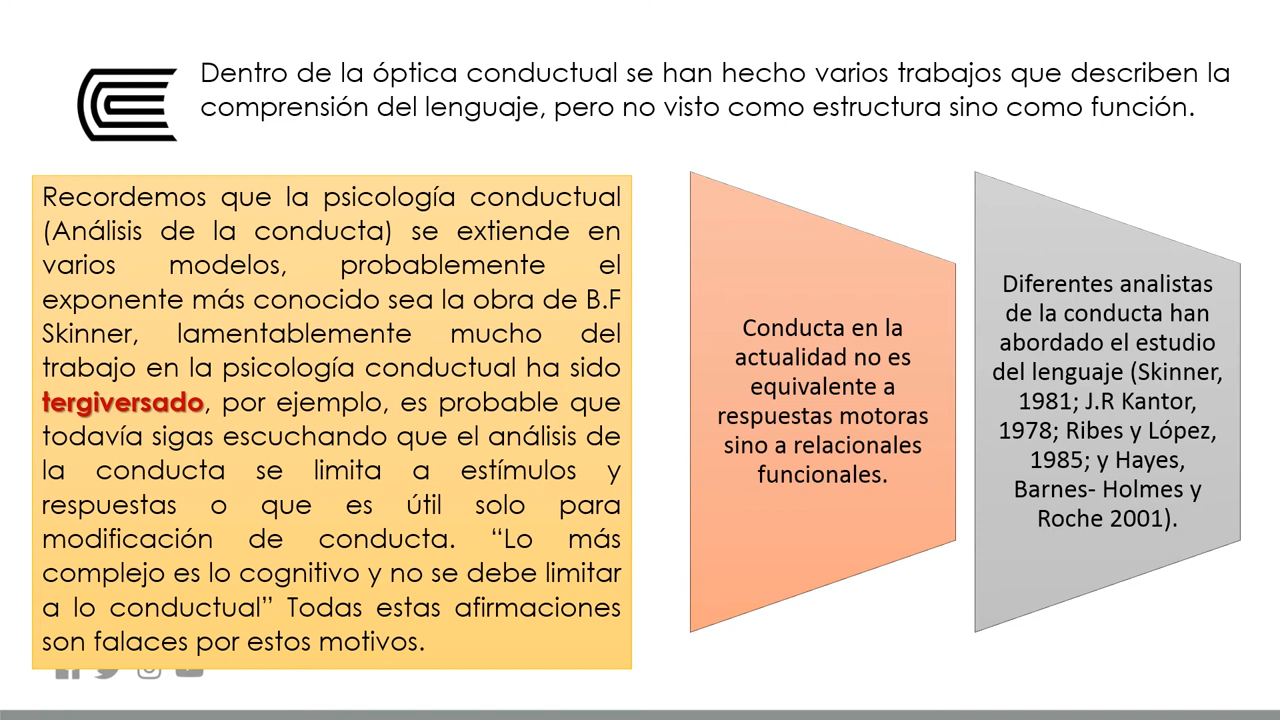 Dentro de la óptica conductual se han hecho varios trabajos que describen la
comprensión del lenguaje, pero no visto como estructura sino como función.
Recordemos que la psicología conductual
(Análisis de la conducta) se extiende en
varios modelos, probablemente el
exponente más conocido sea la obra de B.F
Skinner, lamentablemente mucho del
trabajo en la psicología conductual ha sido
tergiversado, por ejemplo, es probable que
todavía sigas escuchando que el análisis de
la conducta se limita a estímulos y
respuestas o que es útil solo para
modificación de conducta. “Lo más
complejo es lo cognitivo y no se debe limitar
a lo conductual” Todas estas afirmaciones
son falaces por estos motivos.
Conducta en la
actualidad no es
equivalente a
respuestas motoras
sino a relacionales
funcionales.
Diferentes analistas
de la conducta han
abordado el estudio
del lenguaje (Skinner,
1981; J.R Kantor,
1978; Ribes y López,
1985; y Hayes,
Barnes- Holmes y
Roche 2001).